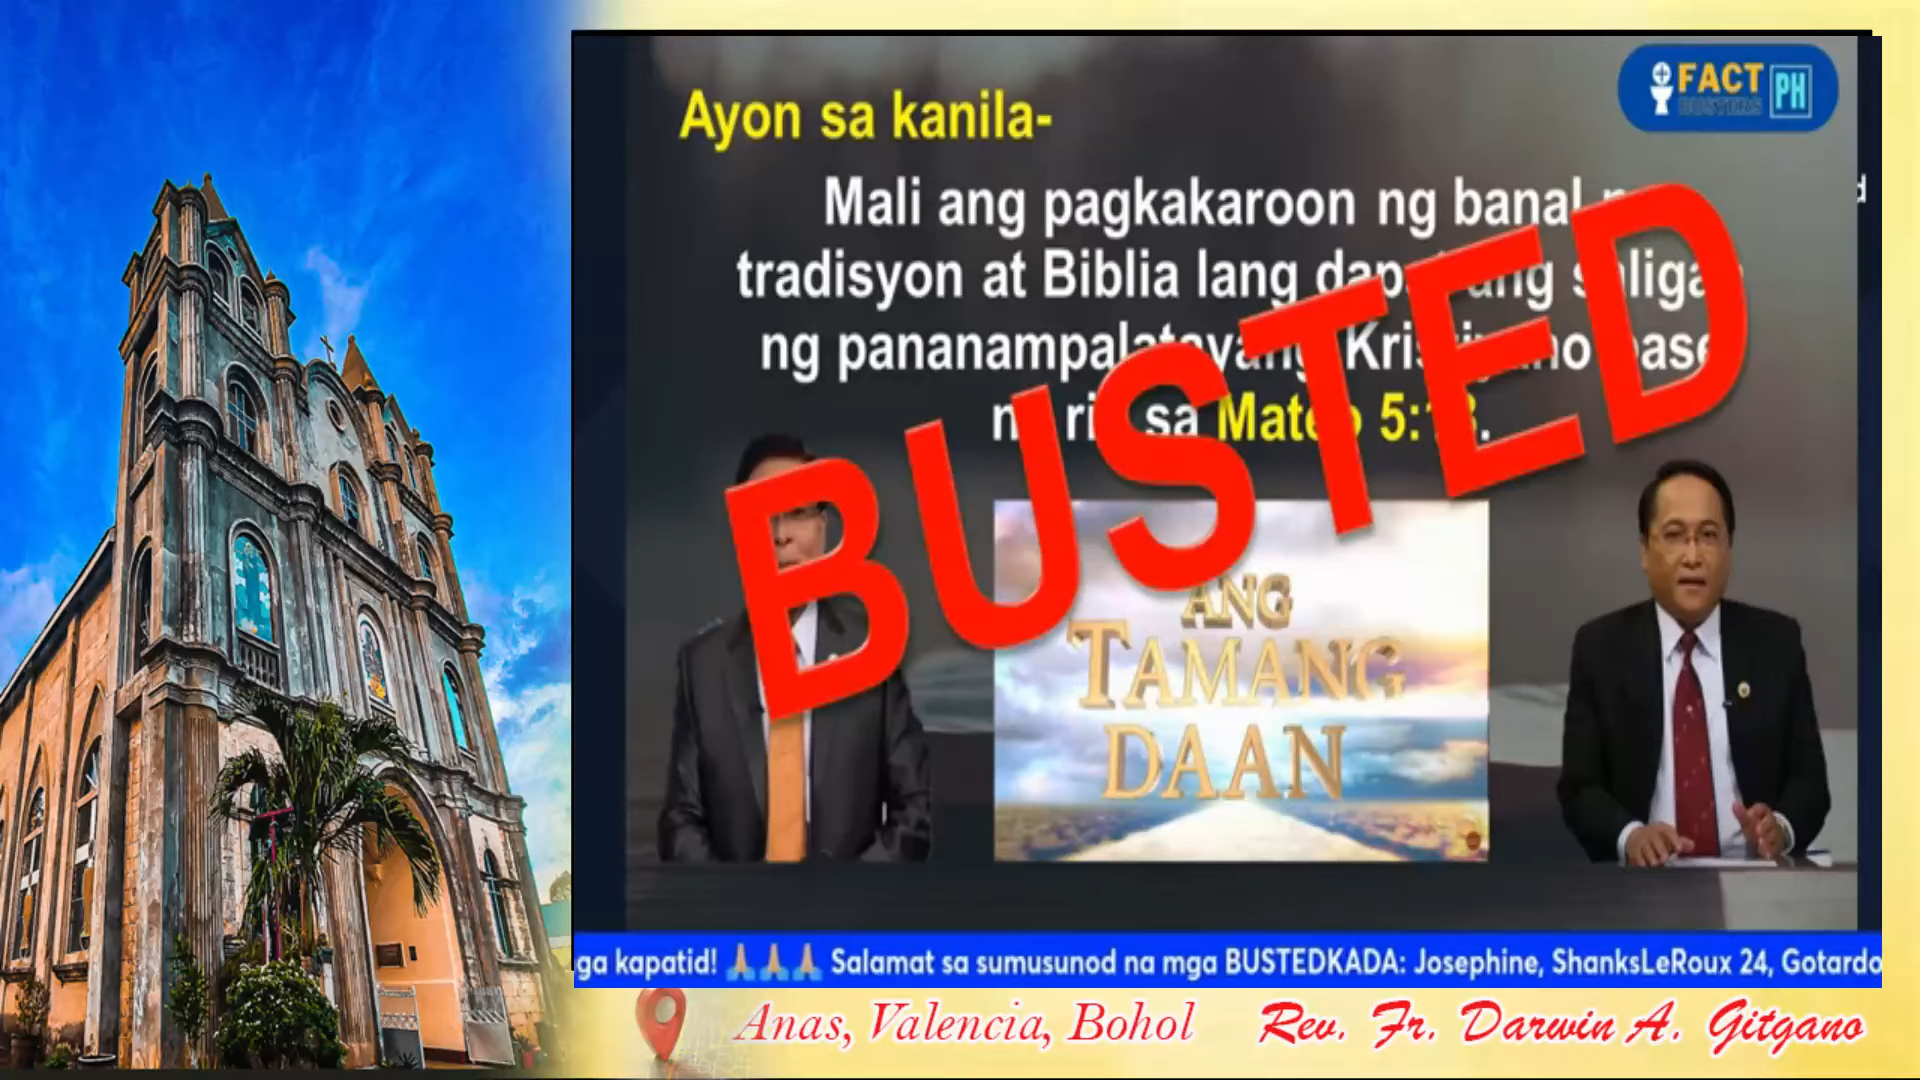 FACT
BUSTERS
PH
Ayon sa kanila-
Mali ang pagkakaroon ng banal
tradisyon at Biblia lang
ng
sa Mateo
BUSTED
ANG
TAMANG
DAAN
ga kapatid! 🙏🙏🙏 Salamat sa sumusunod na mga BUSTEDKADA: Josephine, ShanksLeRoux 24, Gotardo
Anas, Valencia, Bohol
Rev. Fr. Darwin A. Gitgano